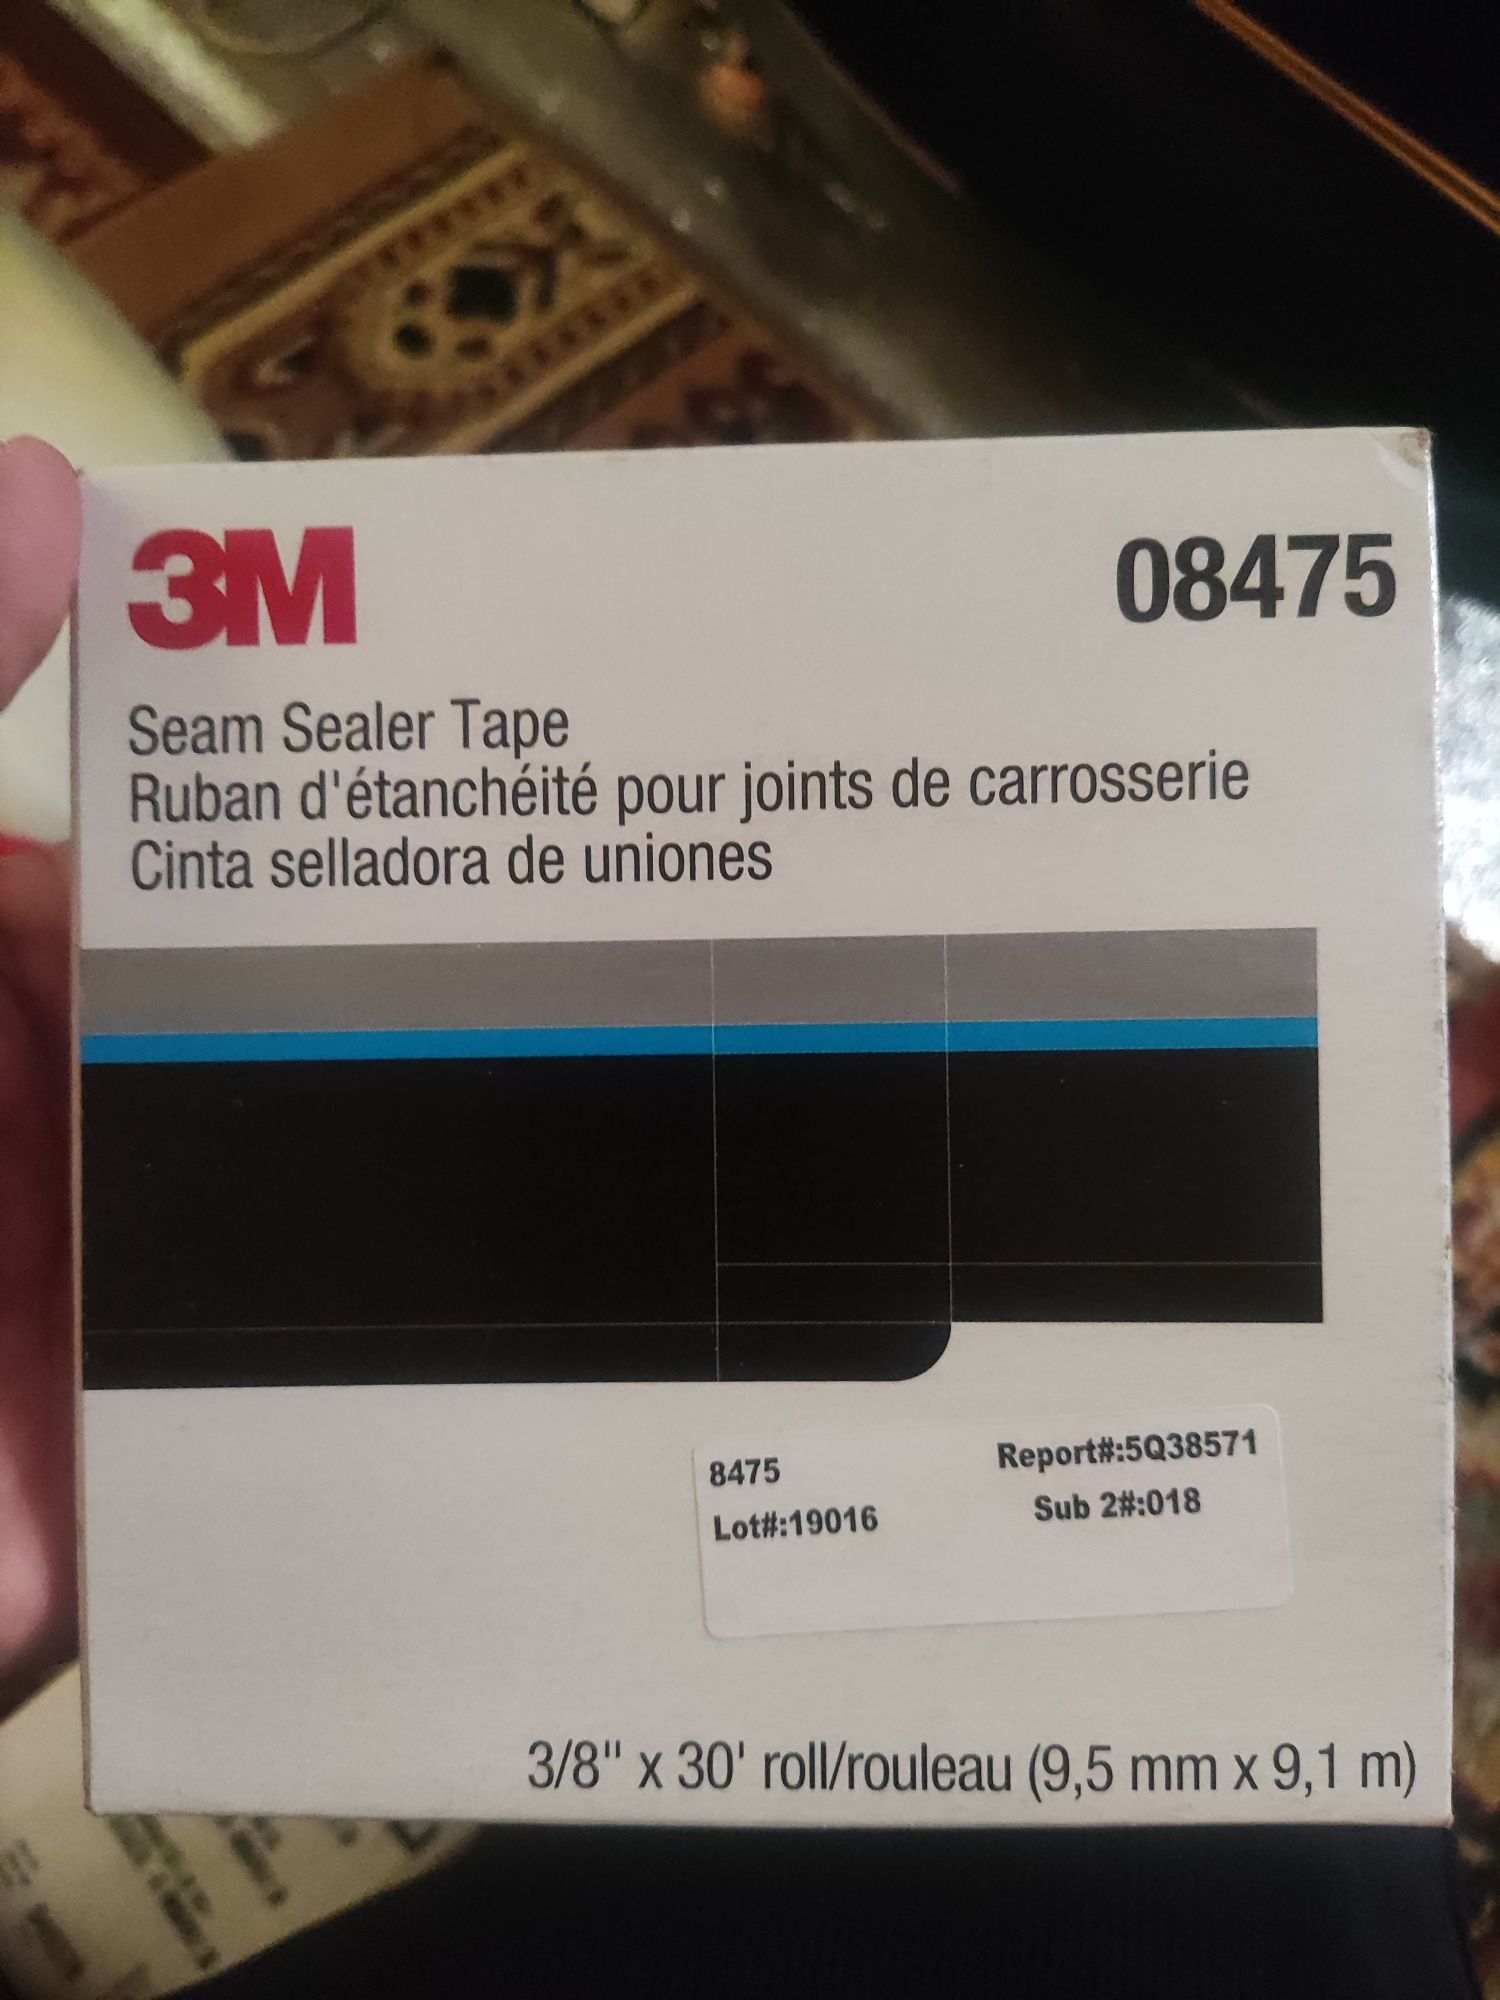 3M
08475
Seam Sealer Tape
Ruban d'étanchéité pour joints de carrosserie
Cinta selladora de uniones
8475
Report#:5Q38571
Lot#:19016
Sub 2#:018
3/8" x 30' roll/rouleau (9,5 mm x 9,1 m)